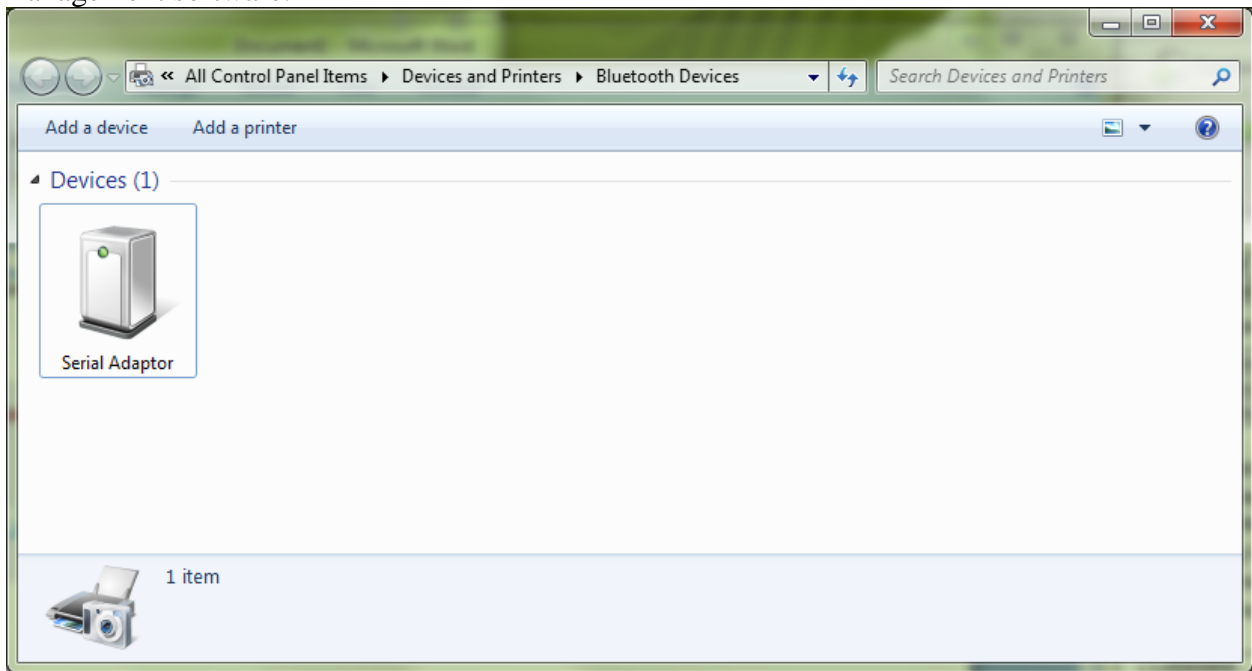 « All Control Panel Items ▸ Devices and Printers ▸ Bluetooth Devices
Search Devices and Printers
Add a device Add a printer
Devices (1)
Serial Adaptor
1 item